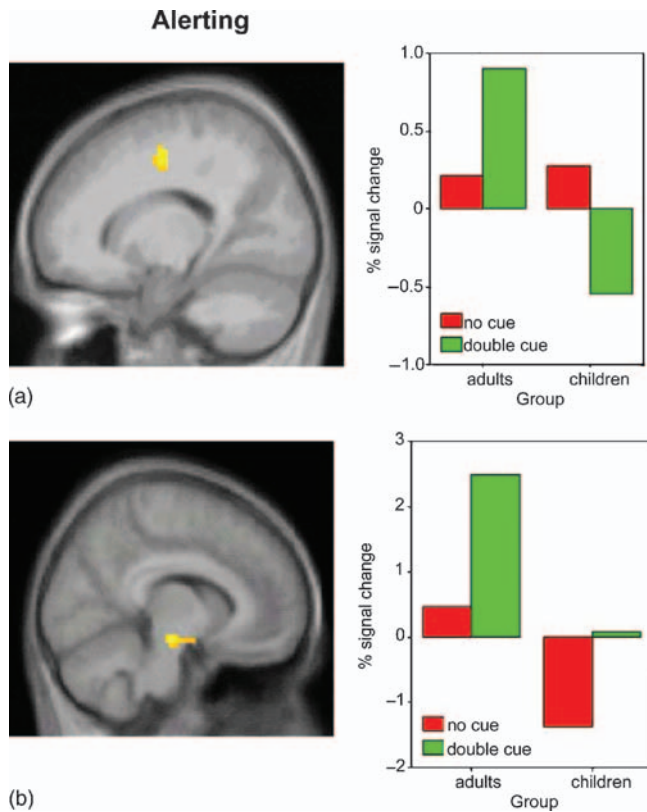 Alerting
1.0
0.5
0
–0.5
–1.0
% signal change
no cue
double cue
adults children
Group
(a)
3
2
1
0
–1
–2
% signal change
no cue
double cue
adults children
Group
(b)